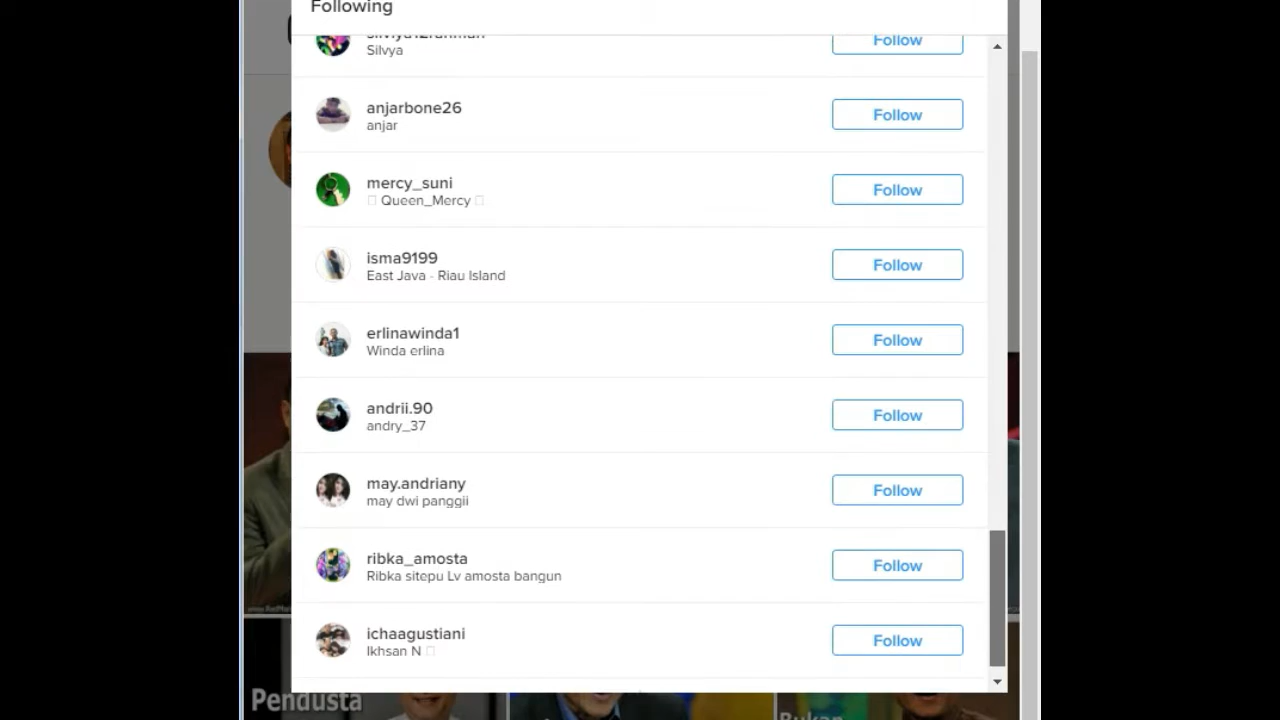 Following
Follow
Silvya
anjarbone26
anjar
Follow
mercy_suni
Queen_Mercy
Follow
isma9199
East Java - Riau Island
Follow
erlinawinda1
Winda erlina
Follow
andrii.90
andry_37
Follow
may.andriany
may dwi panggii
Follow
ribka_amosta
Ribka sitepu Lv amosta bangun
Follow
ichaagustiani
Ikhsan N
Follow
Pendusta
Bukan